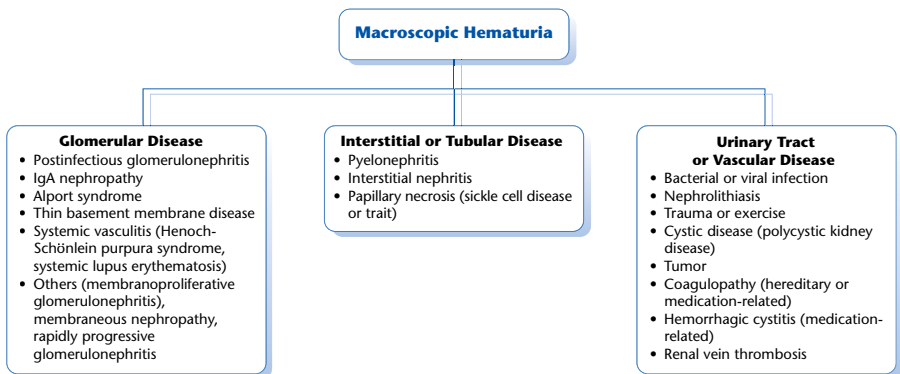 Macroscopic Hematuria
Glomerular Disease
• Postinfectious glomerulonephritis
• IgA nephropathy
• Alport syndrome
• Thin basement membrane disease
• Systemic vasculitis (Henoch-
Schönlein purpura syndrome,
systemic lupus erythematosis)
• Others (membranoproliferative
glomerulonephritis),
membraneous nephropathy,
rapidly progressive
glomerulonephritis
Interstitial or Tubular Disease
• Pyelonephritis
• Interstitial nephritis
• Papillary necrosis (sickle cell disease
or trait)
Urinary Tract
or Vascular Disease
• Bacterial or viral infection
• Nephrolithiasis
• Trauma or exercise
• Cystic disease (polycystic kidney
disease)
• Tumor
• Coagulopathy (hereditary or
medication-related)
• Hemorrhagic cystitis (medication-
related)
• Renal vein thrombosis